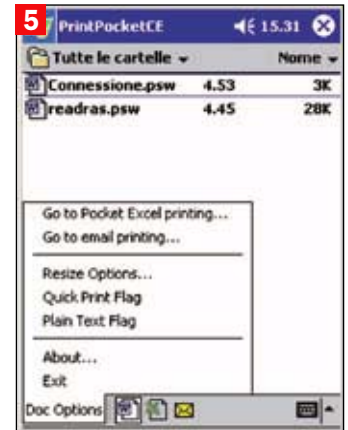 5
PrintPocketCE 15.31
Tutte le cartelle Nome
Connessione.psw 4.53 3K
readras.psw 4.45 28K
Go to Pocket Excel printing...
Go to email printing...
Resize Options...
Quick Print Flag
Plain Text Flag
About...
Exit
Doc Options